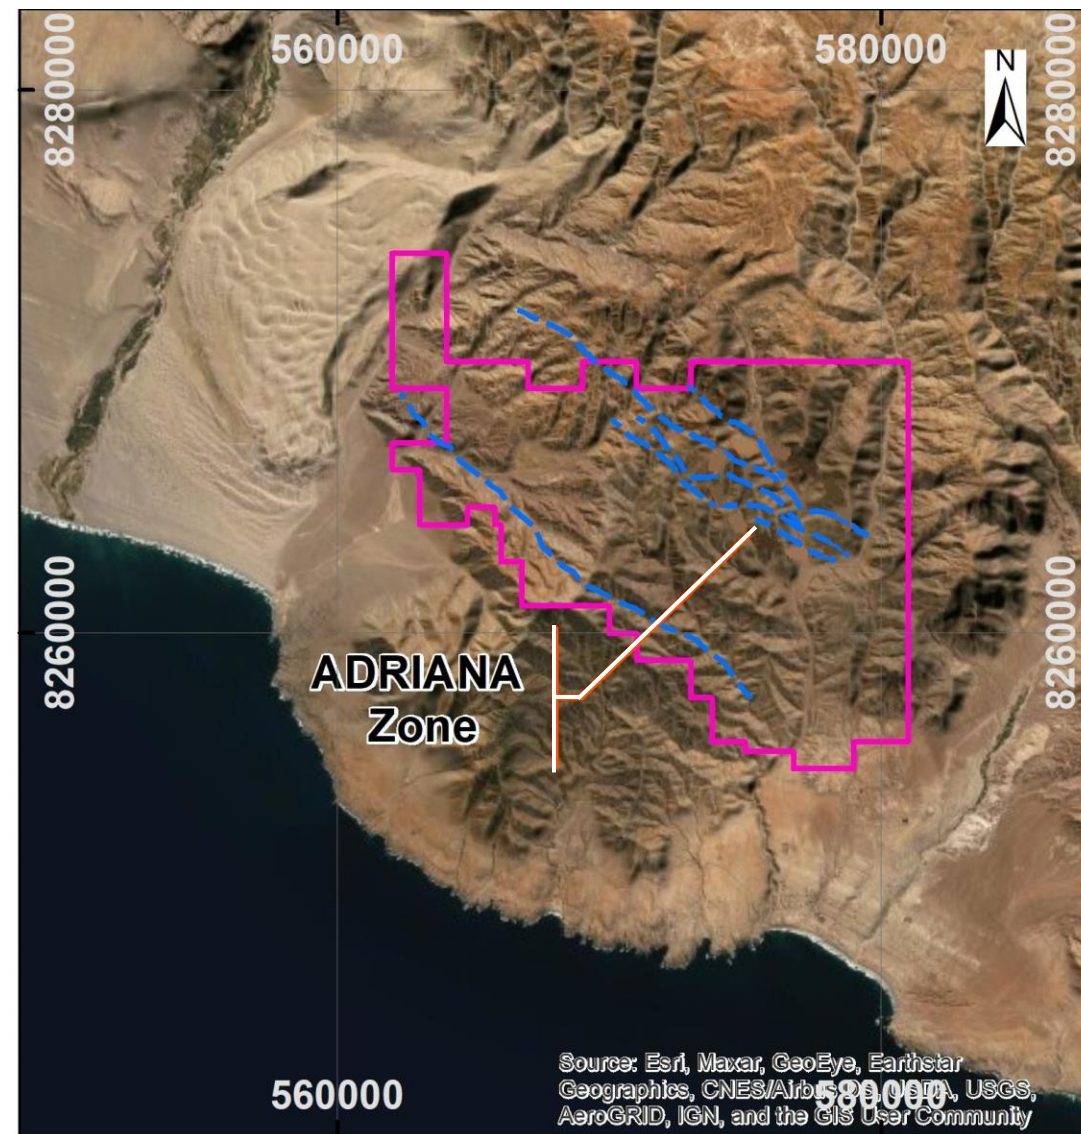 560000
580000
8280000
8280000
N
8260000
8260000
ADRIANA
Zone
560000
580000
Source: Esri, Maxar, GeoEye, Earthstar
Geographics, CNES/Airbus DS, USDA, USGS,
AeroGRID, IGN, and the GIS User Community